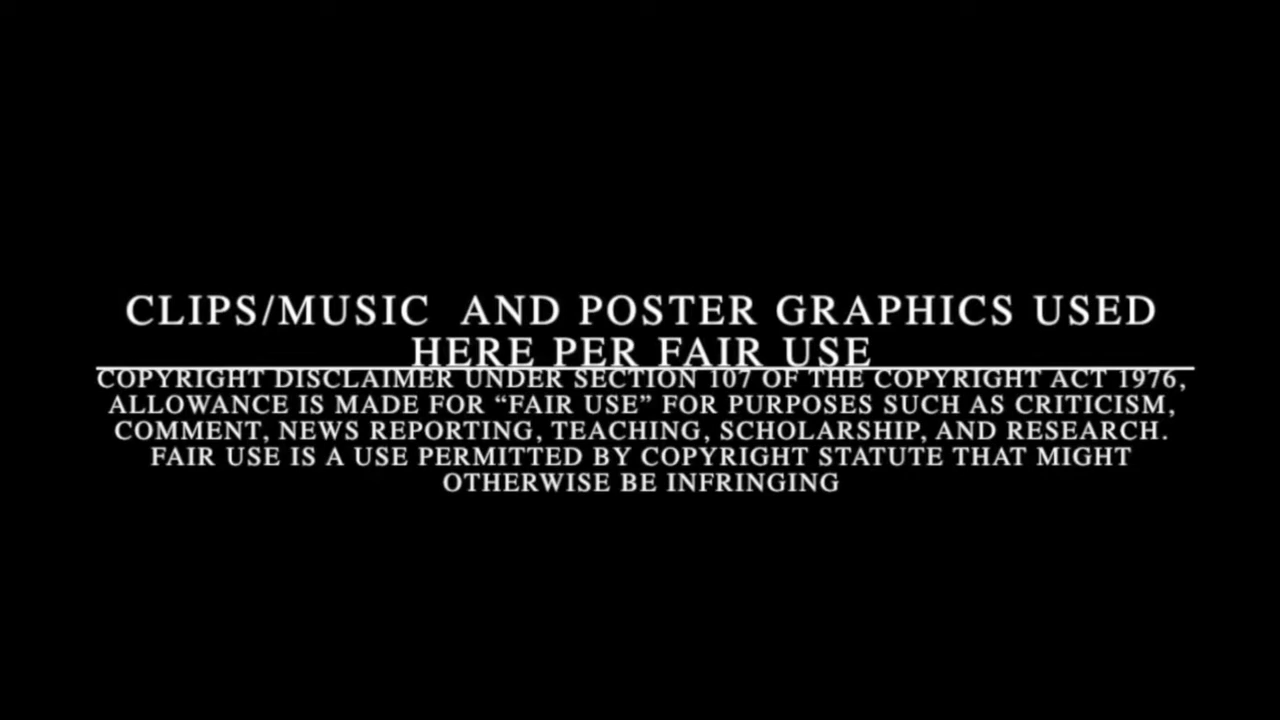 CLIPS/MUSIC  AND POSTER GRAPHICS USED
HERE PER FAIR USE
COPYRIGHT DISCLAIMER UNDER SECTION 107 OF THE COPYRIGHT ACT 1976,
ALLOWANCE IS MADE FOR “FAIR USE” FOR PURPOSES SUCH AS CRITICISM,
COMMENT, NEWS REPORTING, TEACHING, SCHOLARSHIP, AND RESEARCH.
FAIR USE IS A USE PERMITTED BY COPYRIGHT STATUTE THAT MIGHT
OTHERWISE BE INFRINGING